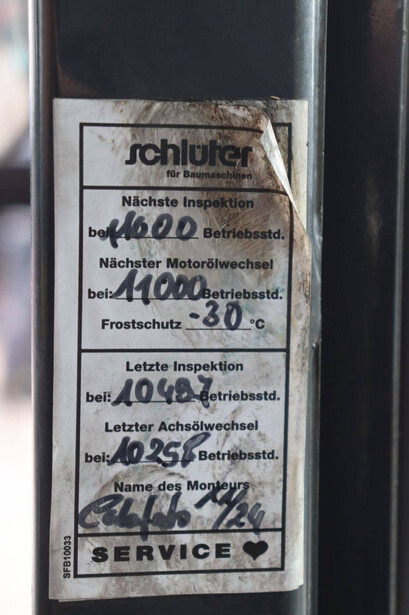 schlüter
für Baumaschinen
Nächste Inspektion
bei: 11000 Betriebsstd.
Nächster Motorölwechsel
bei: 11000 Betriebsstd.
Frostschutz -30 °C
Letzte Inspektion
bei: 10487 Betriebsstd.
Letzter Achsölwechsel
bei: 10258 Betriebsstd.
Name des Monteurs
11/24
SERVICE ♥
SFB10033